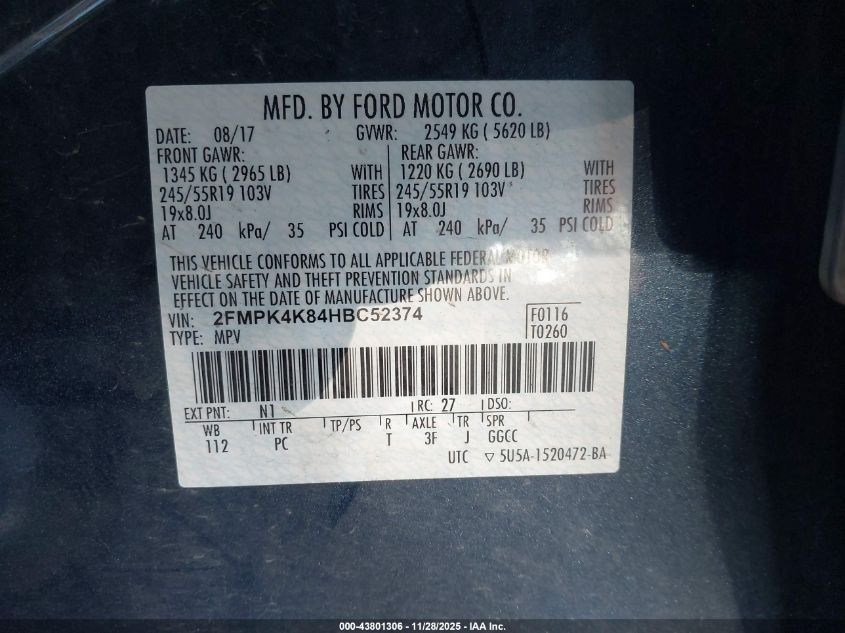 MFD. BY FORD MOTOR CO.
DATE: 08/17 GVWR: 2549 KG ( 5620 LB)
FRONT GAWR: REAR GAWR:
1345 KG ( 2965 LB) WITH 1220 KG ( 2690 LB) WITH
245/55R19 103V TIRES 245/55R19 103V TIRES
19x8.0J RIMS 19x8.0J RIMS
AT 240 kPa/ 35 PSI COLD AT 240 kPa/ 35 PSI COLD
THIS VEHICLE CONFORMS TO ALL APPLICABLE FEDERAL MOTOR
VEHICLE SAFETY AND THEFT PREVENTION STANDARDS IN
EFFECT ON THE DATE OF MANUFACTURE SHOWN ABOVE.
VIN: 2FMPK4K84HBC52374 F0116
TYPE: MPV T0260
EXT PNT: N1 RC: 27 DSO:
WB INT TR TP/PS R AXLE TR SPR
112 PC T 3F J GGCC
UTC ▽ 5U5A-1520472-BA
000-43801306 | 11/28/2025 - IAA Inc.